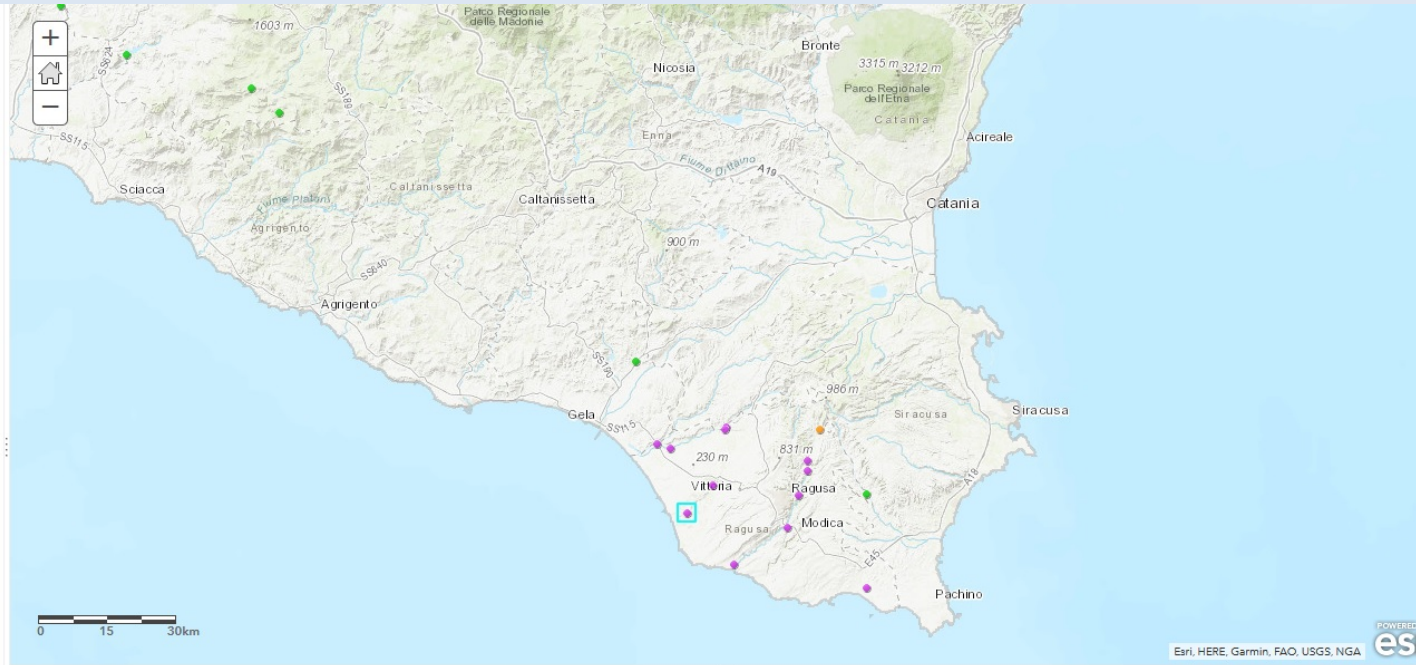 Parco Regionale
delle Madonie
1603 m
+
−
SS624
SS189
Bronte
Nicosia
3315 m
3212 m
Parco Regionale
dell'Etna
Catania
SS115
Enna
Acireale
Fiume Dittaino
A19
Sciacca
Caltanissetta
Caltanissetta
Fiume Platani
Catania
Agrigento
900 m
SS640
Agrigento
SS190
986 m
Gela
Siracusa
Siracusa
SS115
831 m
230 m
A18
Vittoria
Ragusa
Ragusa
Modica
E45
Pachino
0 15 30km
Esri, HERE, Garmin, FAO, USGS, NGA
POWERED
es